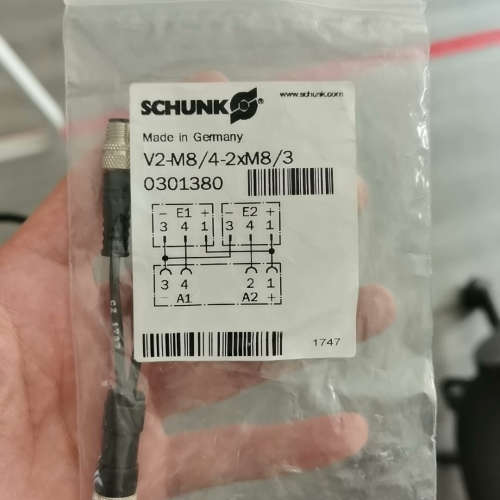 SCHUNK ®
www.schunk.com
Made in Germany
V2-M8/4-2xM8/3
0301380
– E1 + – E2 +
3 4 1 3 4 1
3 4 2 1
– A1 A2 +
1747